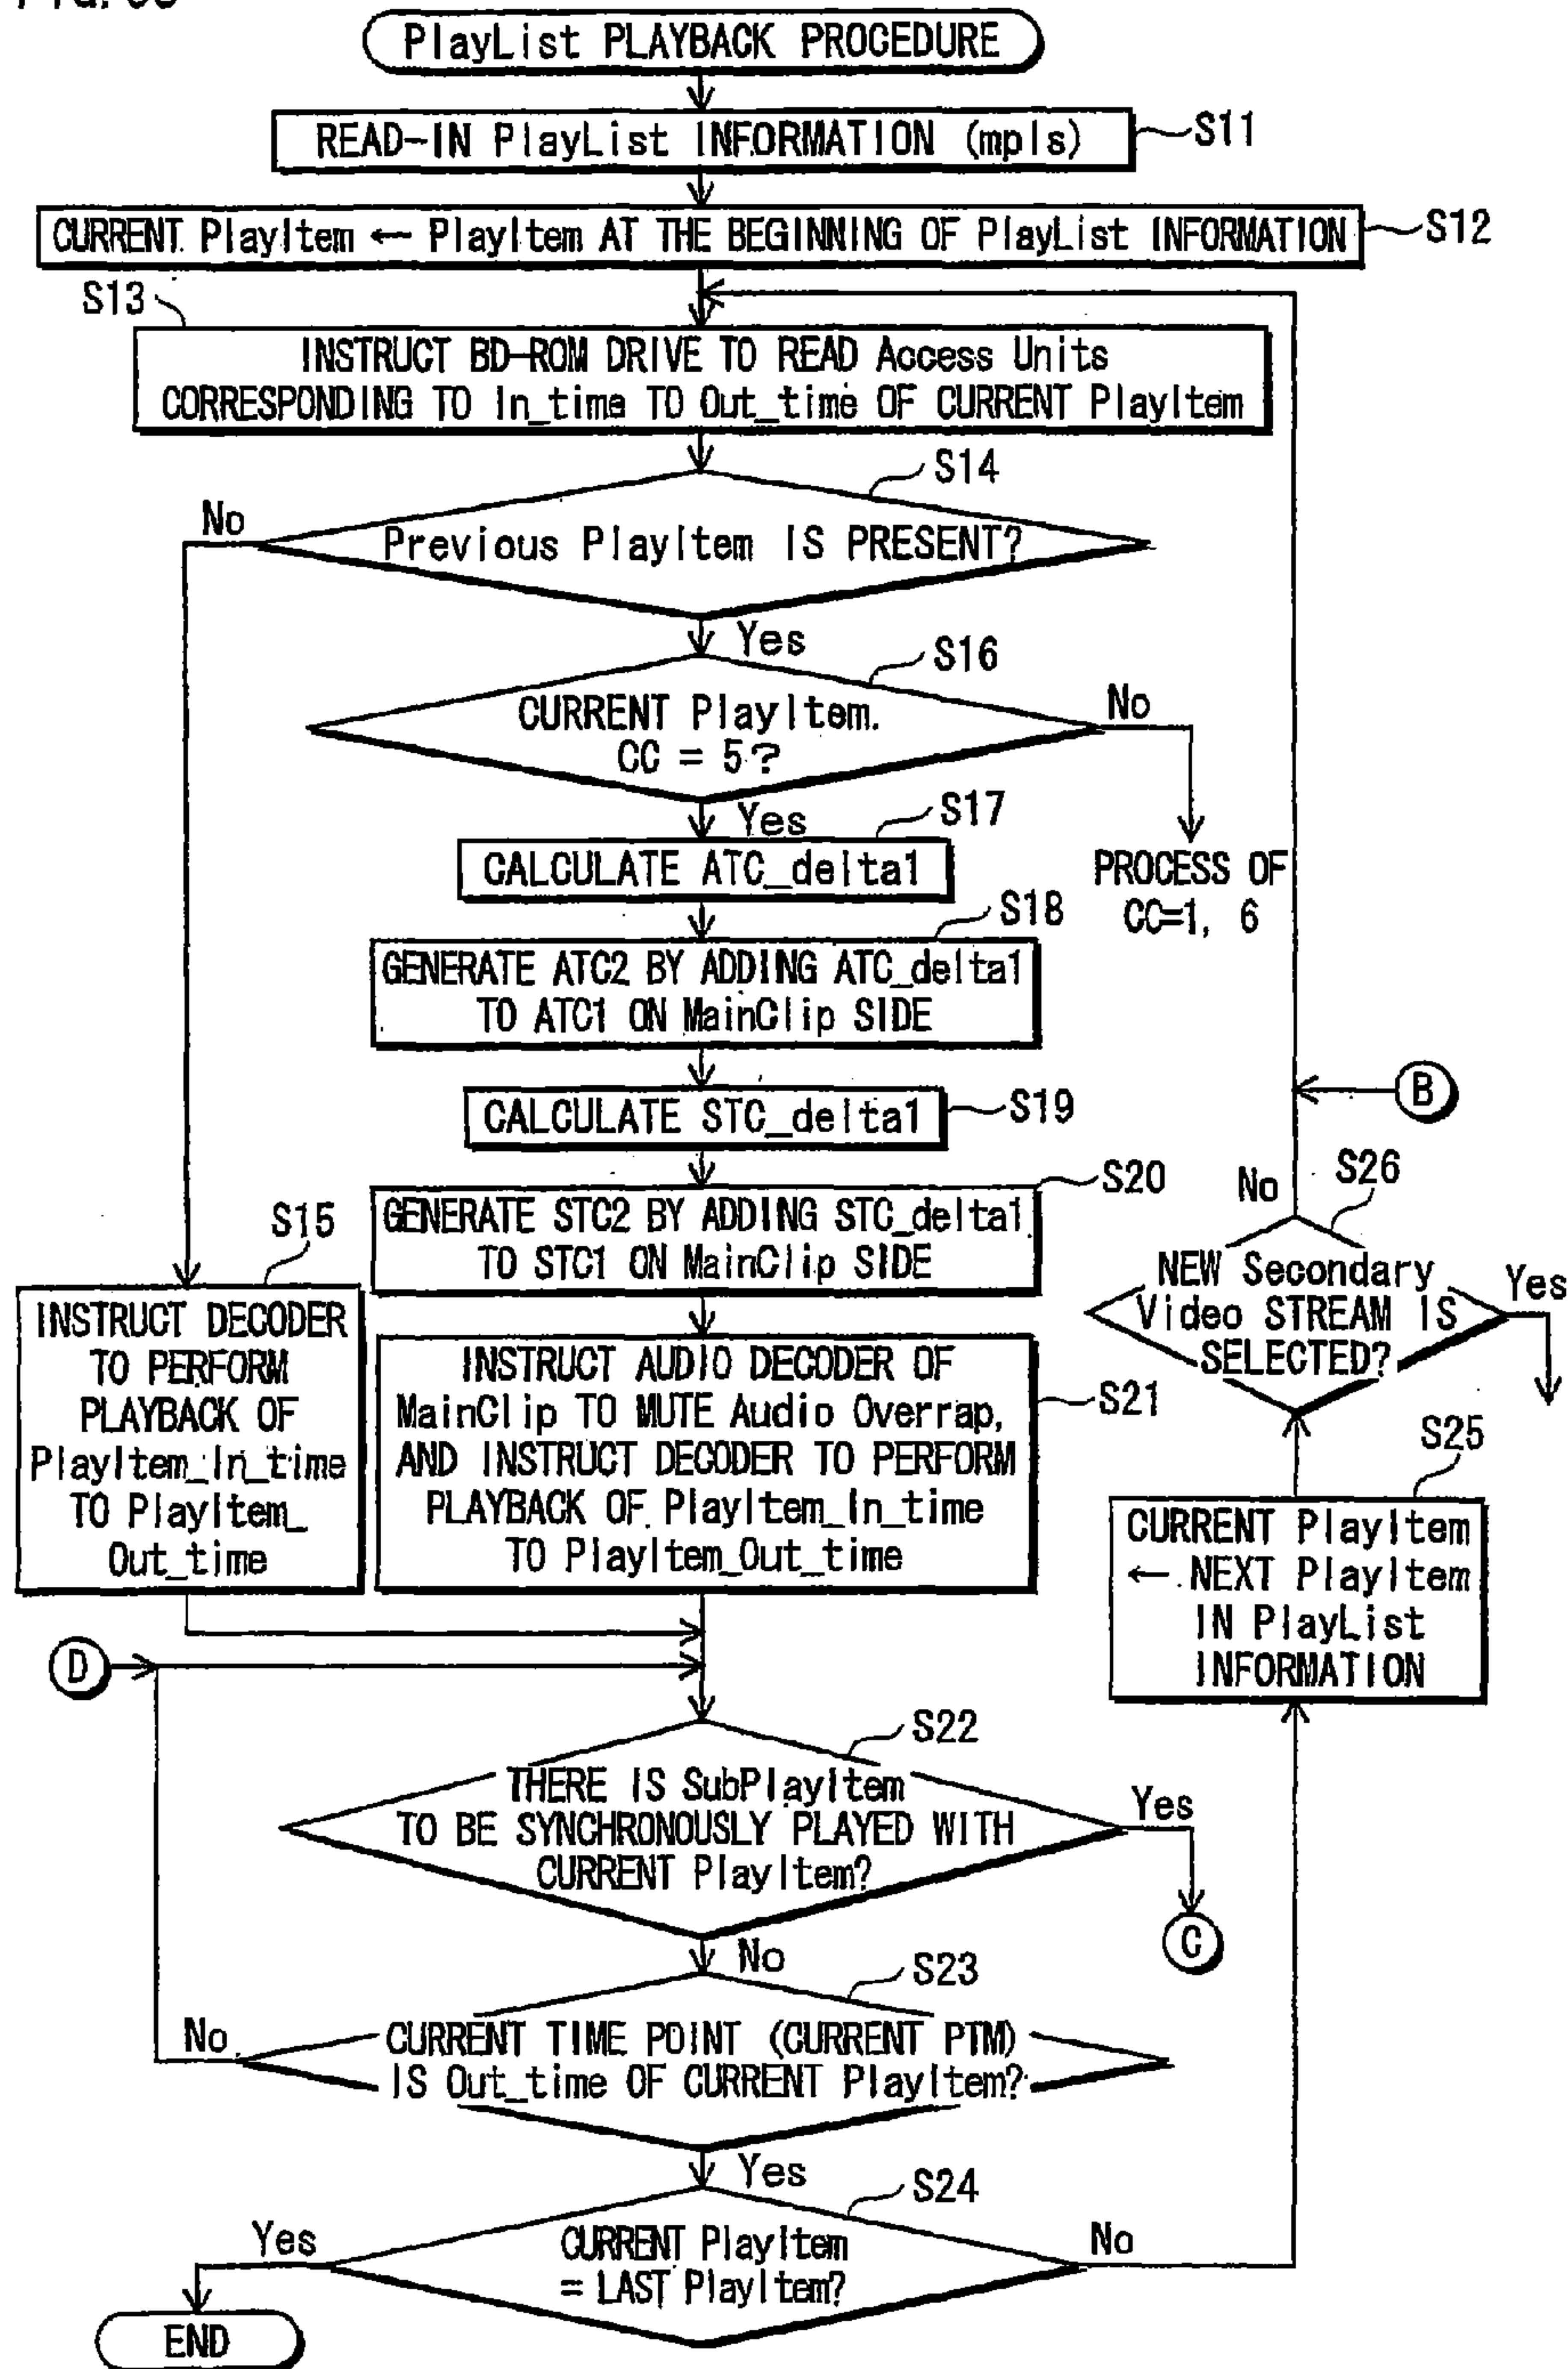 PlayList PLAYBACK PROCEDURE
READ-IN PlayList INFORMATION (mpls)
S11
CURRENT PlayItem ← PlayItem AT THE BEGINNING OF PlayList INFORMATION
S12
S13
INSTRUCT BD-ROM DRIVE TO READ Access Units
CORRESPONDING TO In_time TO Out_time OF CURRENT PlayItem
S14
No
Previous PlayItem IS PRESENT?
Yes
S16
CURRENT PlayItem.
CC = 5?
No
Yes
S17
CALCULATE ATC_delta1
PROCESS OF
CC=1, 6
S18
GENERATE ATC2 BY ADDING ATC_delta1
TO ATC1 ON MainClip SIDE
CALCULATE STC_delta1
S19
B
S20
GENERATE STC2 BY ADDING STC_delta1
TO STC1 ON MainClip SIDE
S15
INSTRUCT DECODER
TO PERFORM
PLAYBACK OF
PlayItem_In_time
TO PlayItem_
Out_time
INSTRUCT AUDIO DECODER OF
MainClip TO MUTE Audio Overrap,
AND INSTRUCT DECODER TO PERFORM
PLAYBACK OF PlayItem_In_time
TO PlayItem_Out_time
S21
No
S26
NEW Secondary
Video STREAM IS
SELECTED?
Yes
S25
CURRENT PlayItem
← NEXT PlayItem
IN PlayList
INFORMATION
D
S22
THERE IS SubPlayItem
TO BE SYNCHRONOUSLY PLAYED WITH
CURRENT PlayItem?
Yes
C
No
S23
No
CURRENT TIME POINT (CURRENT PTM)
IS Out_time OF CURRENT PlayItem?
Yes
S24
Yes
CURRENT PlayItem
= LAST PlayItem?
No
END